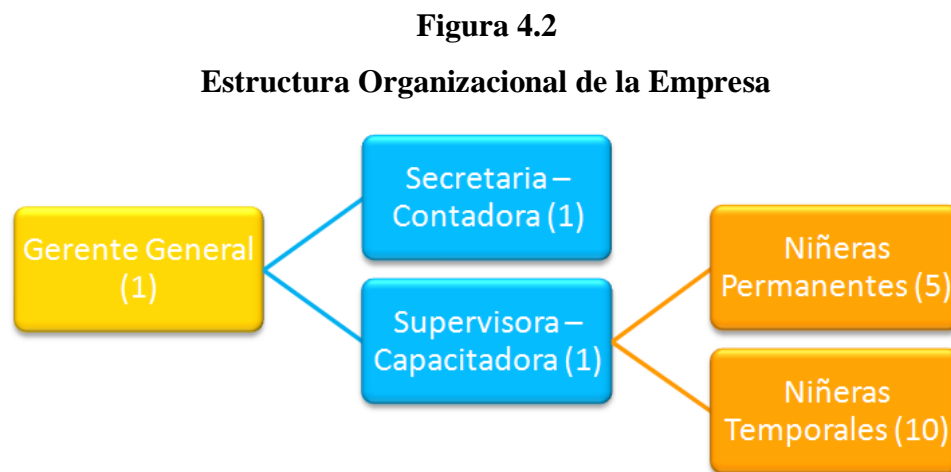 Figura 4.2
Estructura Organizacional de la Empresa
Gerente General
(1)
Secretaria –
Contadora (1)
Supervisora –
Capacitadora (1)
Niñeras
Permanentes (5)
Niñeras
Temporales (10)